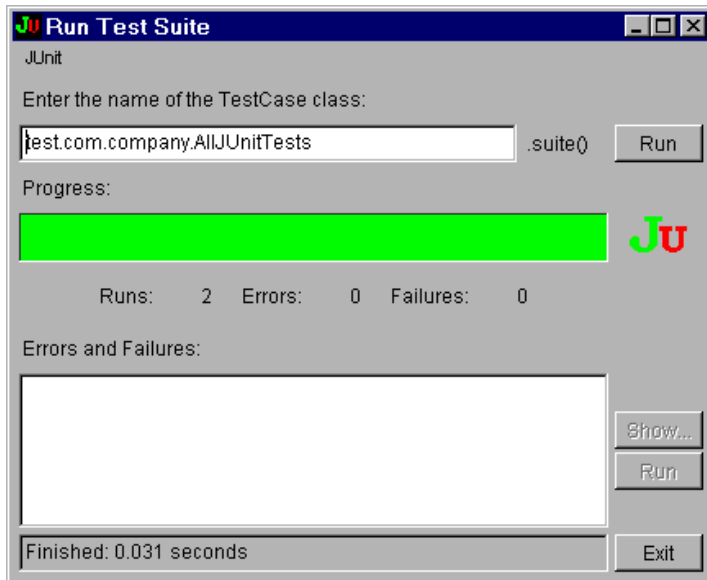 JU Run Test Suite
JUnit
Enter the name of the TestCase class:
test.com.company.AllJUnitTests .suite() Run
Progress:
JU
Runs: 2 Errors: 0 Failures: 0
Errors and Failures:
Show...
Run
Finished: 0.031 seconds Exit